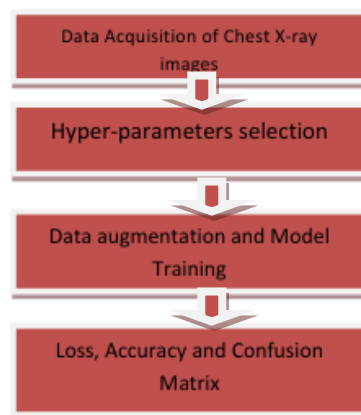 Data Acquisition of Chest X-ray
images
Hyper-parameters selection
Data augmentation and Model
Training
Loss, Accuracy and Confusion
Matrix